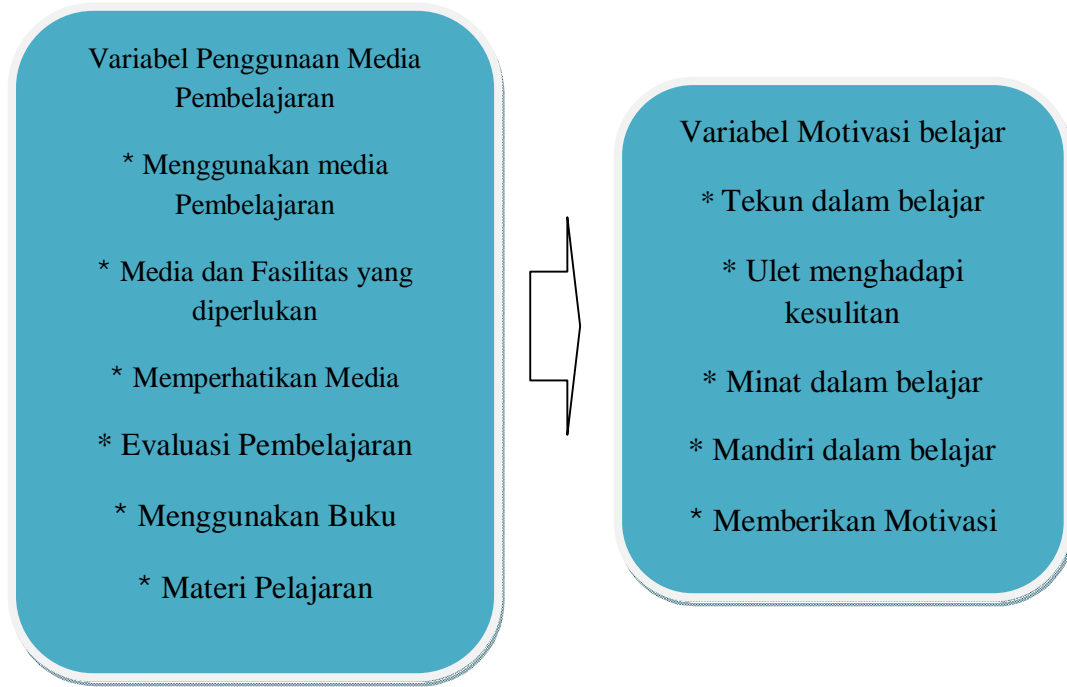 Variabel Penggunaan Media
Pembelajaran
* Menggunakan media
Pembelajaran
* Media dan Fasilitas yang
diperlukan
* Memperhatikan Media
* Evaluasi Pembelajaran
* Menggunakan Buku
* Materi Pelajaran
Variabel Motivasi belajar
* Tekun dalam belajar
* Ulet menghadapi
kesulitan
* Minat dalam belajar
* Mandiri dalam belajar
* Memberikan Motivasi